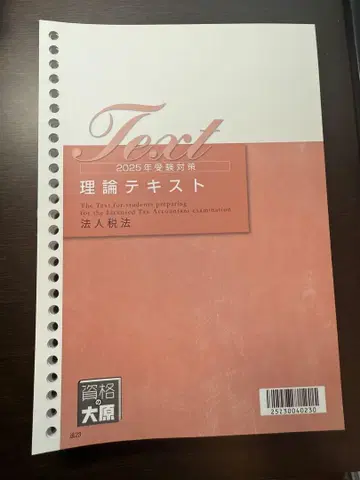 Text
2025年受験対策
理論テキスト
The Text for students preparing
for the Licensed Tax Accountant examination
法人税法
資格
の
大原
25230040230